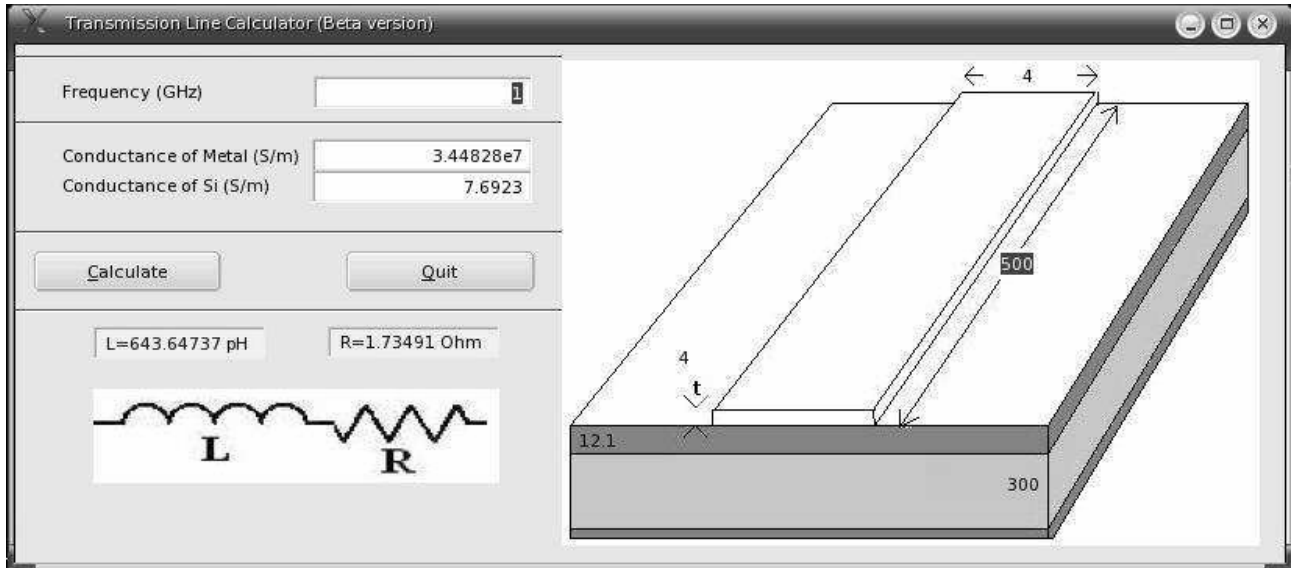 Transmission Line Calculator (Beta version)
Frequency (GHz) 1
Conductance of Metal (S/m) 3.44828e7
Conductance of Si (S/m) 7.6923
Calculate Quit
L=643.64737 pH R=1.73491 Ohm
L
R
4
500
4
t
12.1
300